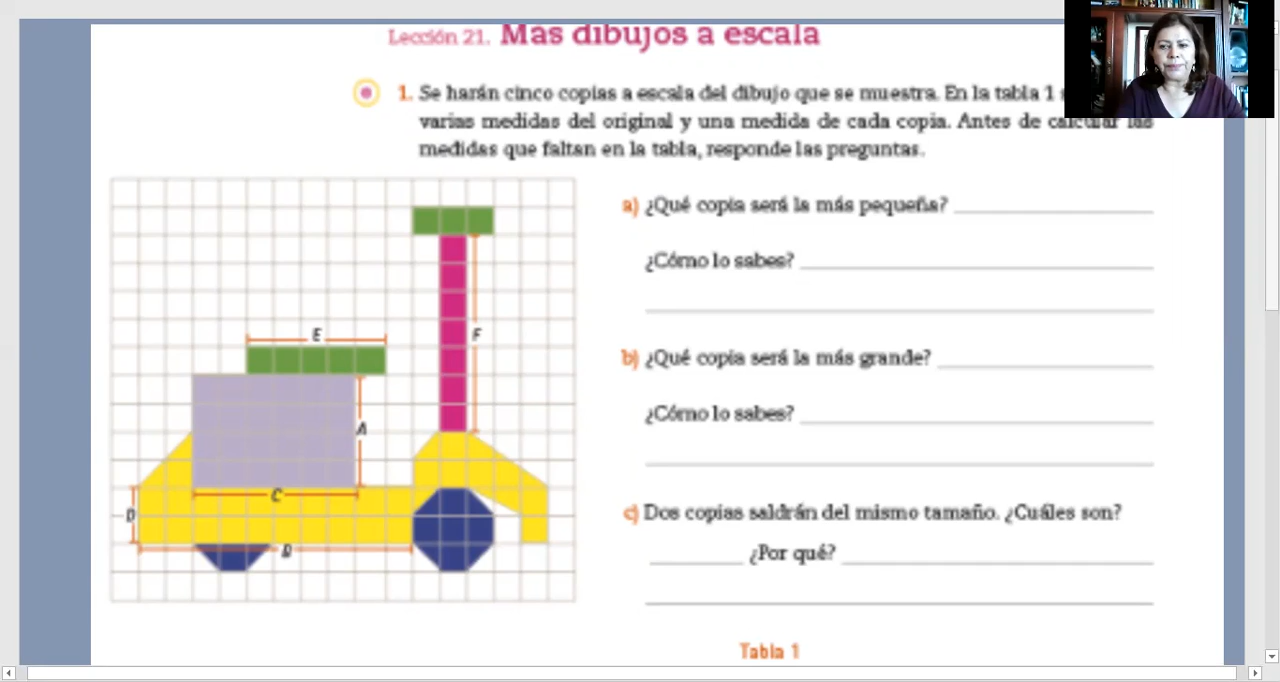 Lección 21. Más dibujos a escala
1. Se harán cinco copias a escala del dibujo que se muestra. En la tabla 1
varias medidas del original y una medida de cada copia. Antes de calcular las
medidas que faltan en la tabla, responde las preguntas.
a) ¿Qué copia será la más pequeña?
¿Cómo lo sabes?
b) ¿Qué copia será la más grande?
¿Cómo lo sabes?
c) Dos copias saldrán del mismo tamaño. ¿Cuáles son?
¿Por qué?
E
F
A
C
D
Tabla 1